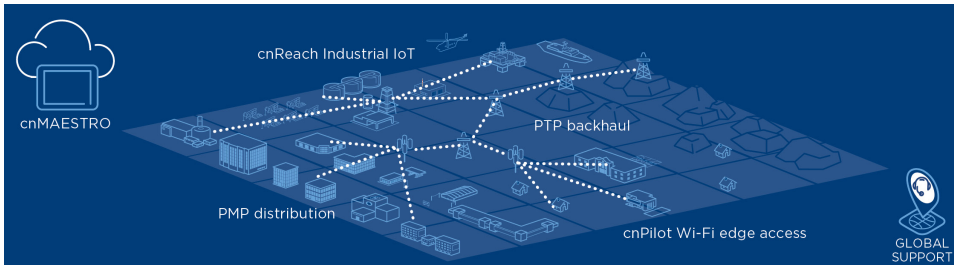 cnReach Industrial IoT
cnMAESTRO
PTP backhaul
PMP distribution
cnPilot Wi-Fi edge access
GLOBAL
SUPPORT